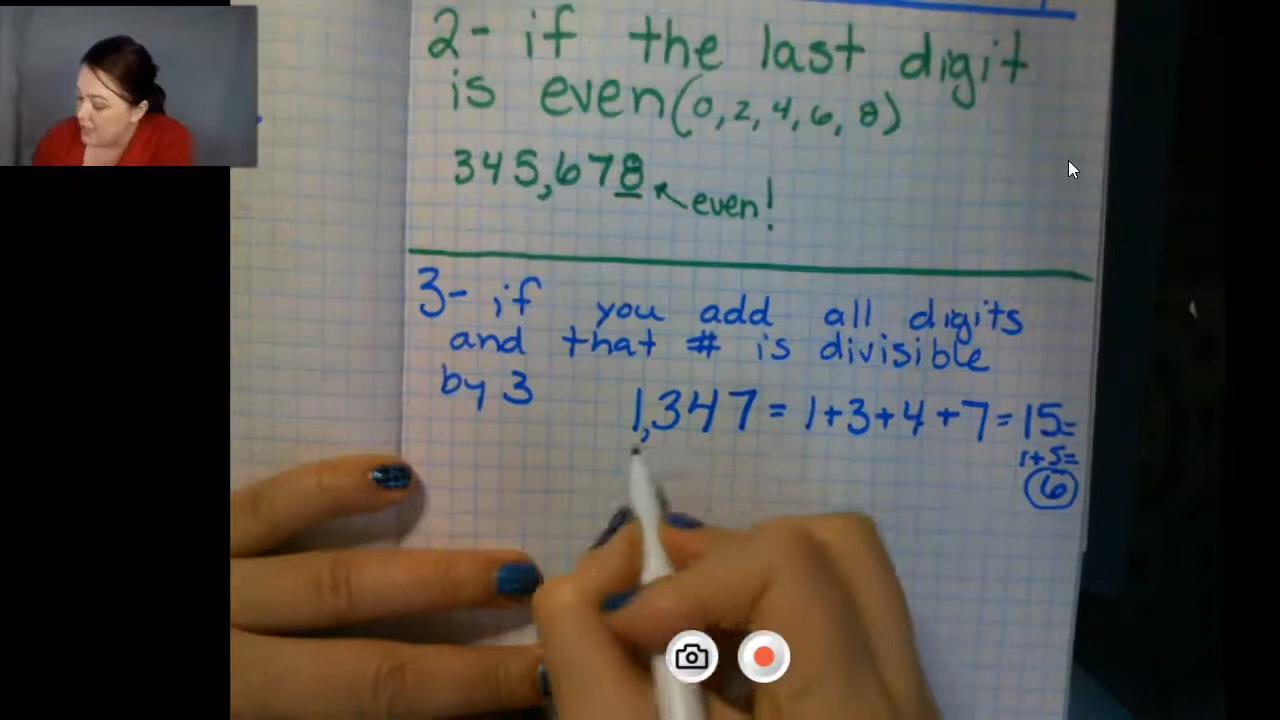 2- if the last digit
is even(0,2,4,6,8)
345,678 even!
3- if you add all digits
and that # is divisible
by 3 1,347 = 1+3+4+7=15=
1+5=
6